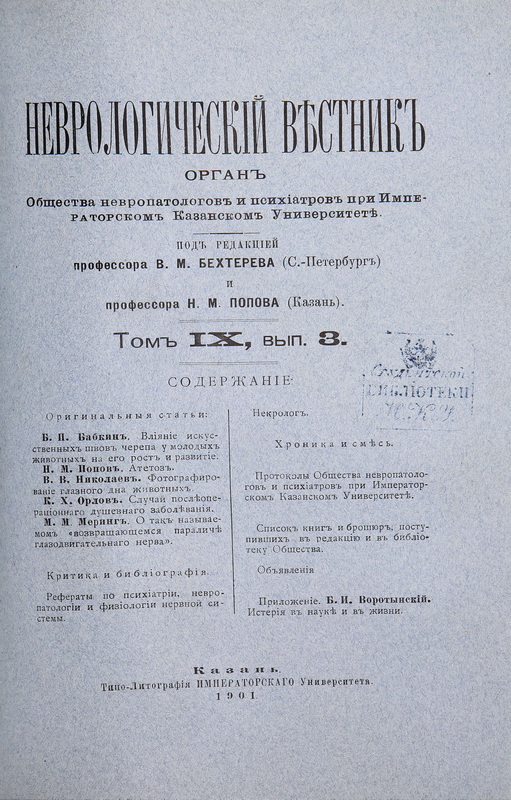 НЕВРОЛОГИЧЕСКІЙ ВѢСТНИКЪ
ОРГАНЪ
Общества невропатологовъ и психіатровъ при Импе-
раторскомъ Казанскомъ Университетѣ.
ПОДЪ РЕДАКЦІЕЙ
профессора В. М. БЕХТЕРЕВА (С.-Петербургъ)
и
профессора Н. М. ПОПОВА (Казань).
Томъ IX, вып. 3.
СОДЕРЖАНІЕ:
Оригинальныя статьи:
Б. П. Бабкинъ. Вліяніе искус-
ственныхъ швовъ черепа у молодыхъ
животныхъ на его ростъ и развитіе.
Н. М. Поповъ. Атетозъ.
В. В. Николаевъ. Фотографиро-
ваніе глазного дна животныхъ.
К. Х. Орловъ. Случай послѣопе-
раціоннаго душевнаго заболѣванія.
М. М. Мерингъ. О такъ называе-
момъ «возвращающемся параличѣ
глазодвигательнаго нерва».
Критика и библіографія.
Рефераты по психіатріи, невро-
патологіи и физіологіи нервной си-
стемы.
Некрологъ.
Хроника и смѣсь.
Протоколы Общества невропатоло-
говъ и психіатровъ при Император-
скомъ Казанскомъ Университетѣ.
Списокъ книгъ и брошюръ, посту-
пившихъ въ редакцію и въ библіо-
теку Общества.
Объявленія
Приложеніе. Б. И. Воротынскій.
Истерія въ наукѣ и въ жизни.
Студентской
БИБЛІОТЕКИ
И.К.У.
Казань.
Типо-Литографія ИМПЕРАТОРСКАГО Университета.
1901